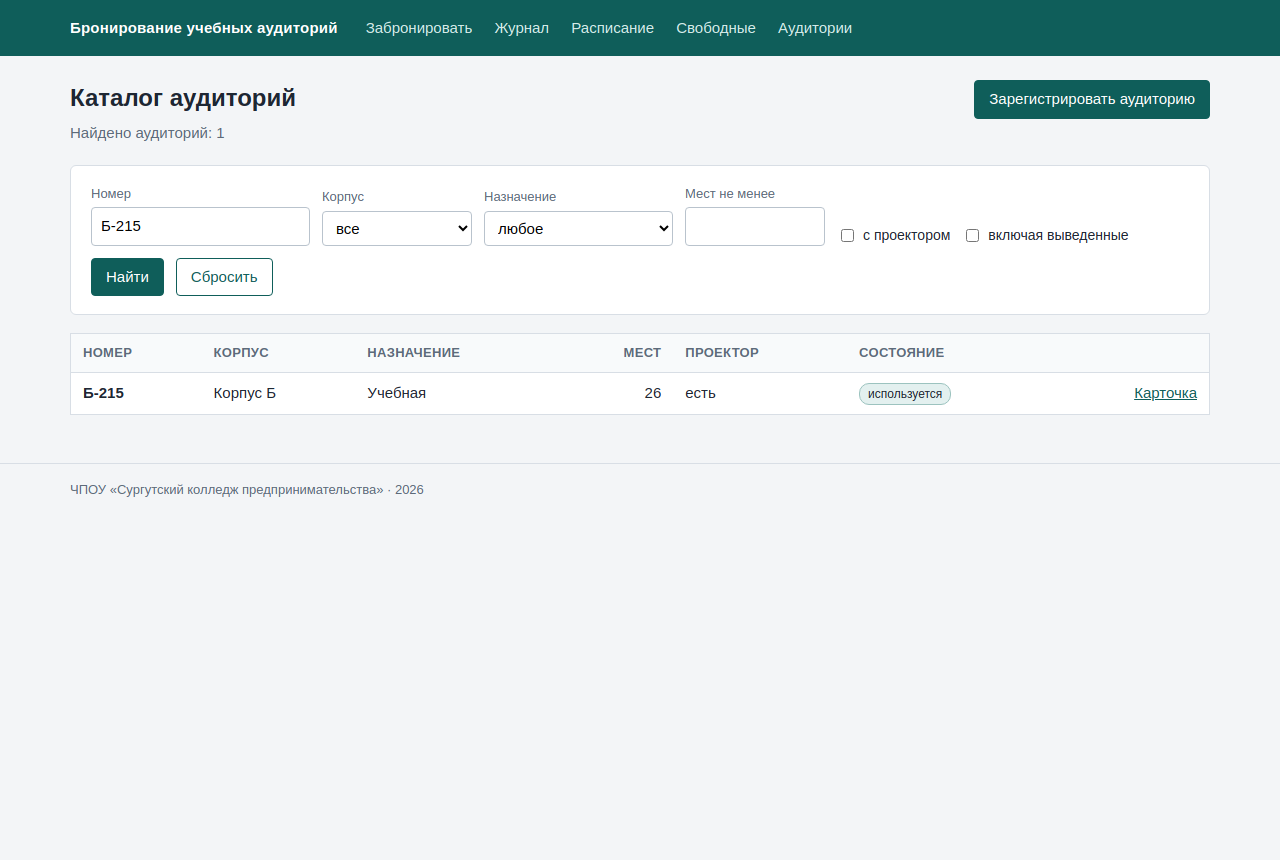 Бронирование учебных аудиторий Забронировать Журнал Расписание Свободные Аудитории
Каталог аудиторий
Зарегистрировать аудиторию
Найдено аудиторий: 1
Номер Корпус Назначение Мест не менее
Б-215 все любое с проектором включая выведенные
Найти Сбросить
НОМЕР КОРПУС НАЗНАЧЕНИЕ МЕСТ ПРОЕКТОР СОСТОЯНИЕ
Б-215 Корпус Б Учебная 26 есть используется Карточка
ЧПОУ «Сургутский колледж предпринимательства» · 2026